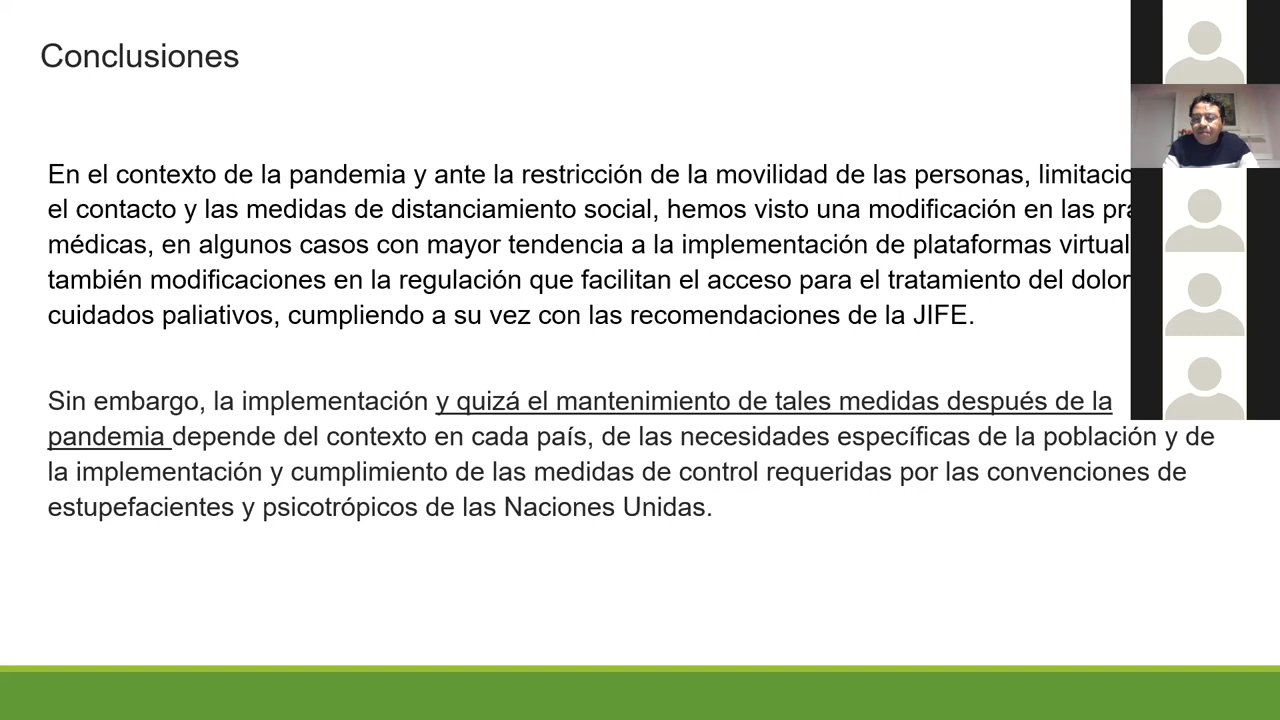 Conclusiones
En el contexto de la pandemia y ante la restricción de la movilidad de las personas,
el contacto y las medidas de distanciamiento social, hemos visto una modificación en las
médicas, en algunos casos con mayor tendencia a la implementación de plataformas
también modificaciones en la regulación que facilitan el acceso para el tratamiento del dolor
cuidados paliativos, cumpliendo a su vez con las recomendaciones de la JIFE.
Sin embargo, la implementación y quizá el mantenimiento de tales medidas después de la
pandemia depende del contexto en cada país, de las necesidades específicas de la población y de
la implementación y cumplimiento de las medidas de control requeridas por las convenciones de
estupefacientes y psicotrópicos de las Naciones Unidas.